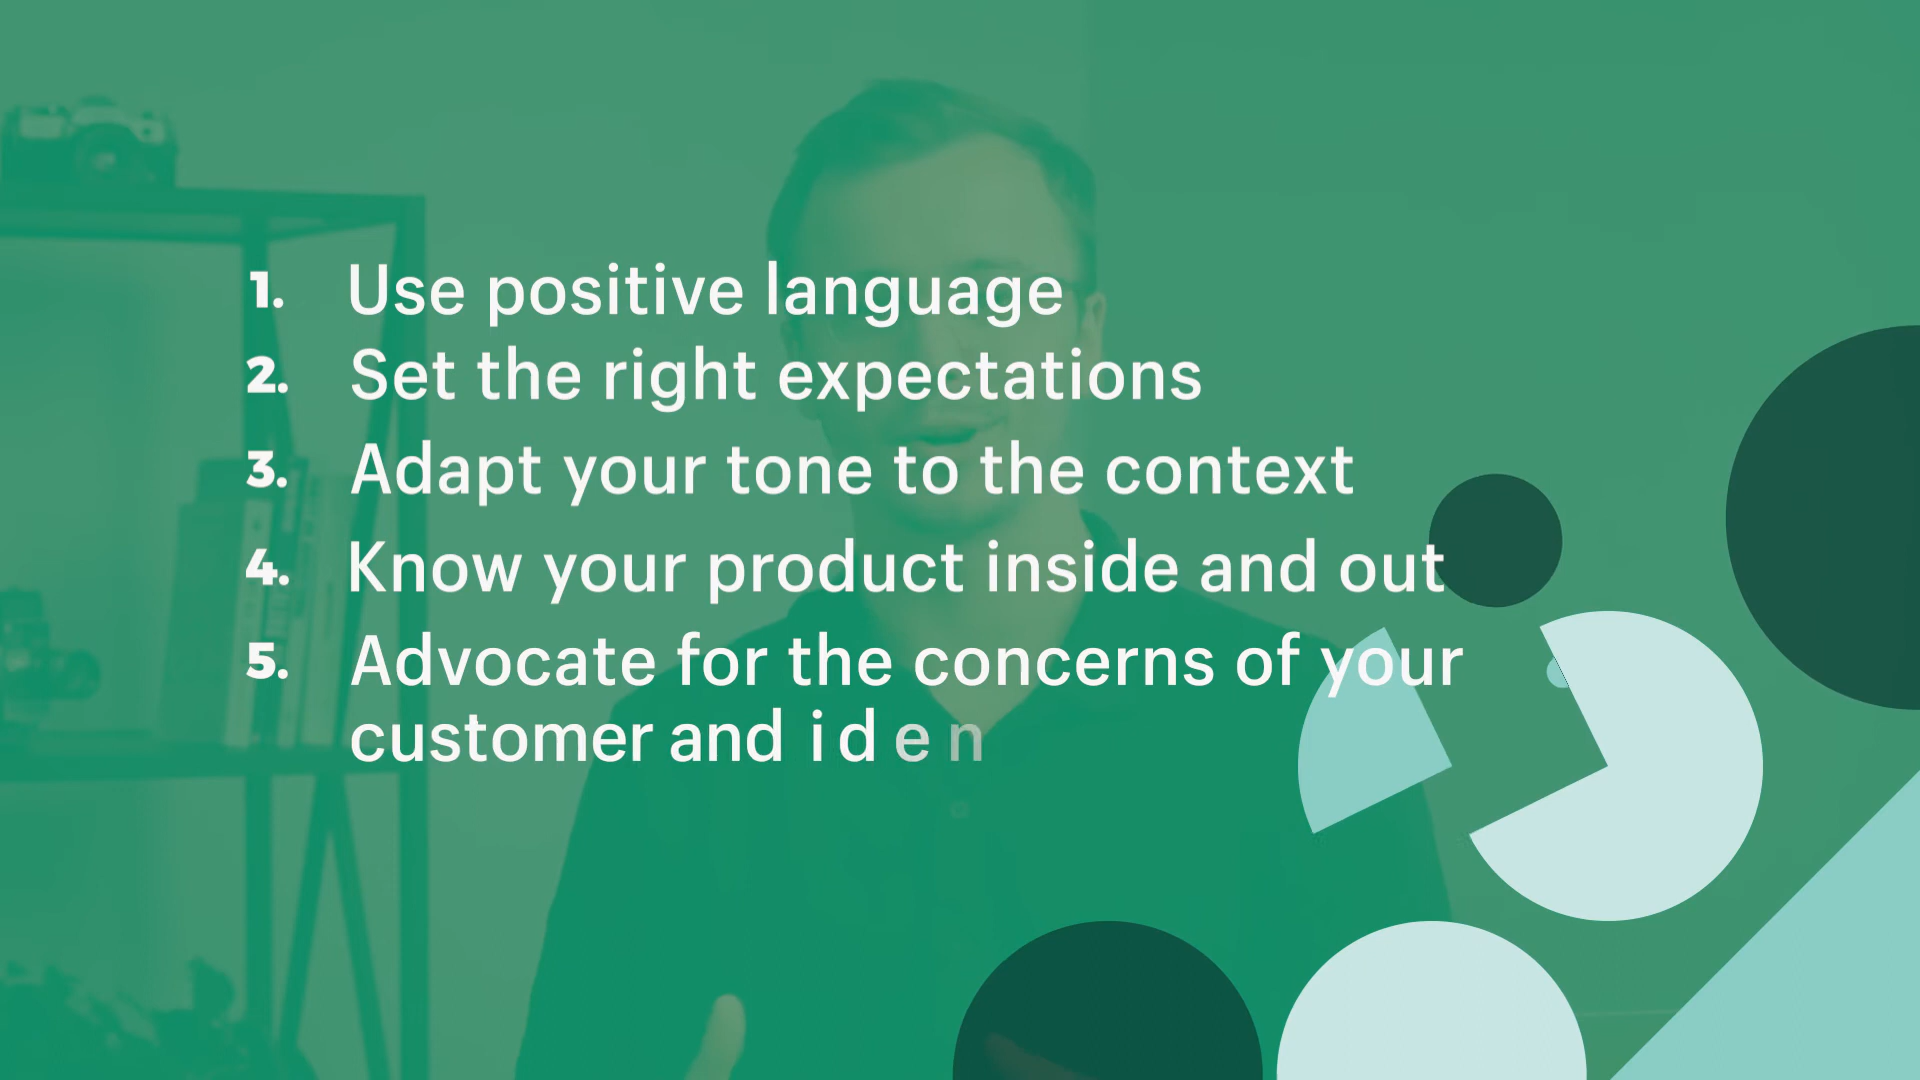 1. Use positive language
2. Set the right expectations
3. Adapt your tone to the context
4. Know your product inside and out
5. Advocate for the concerns of your
customer and iden